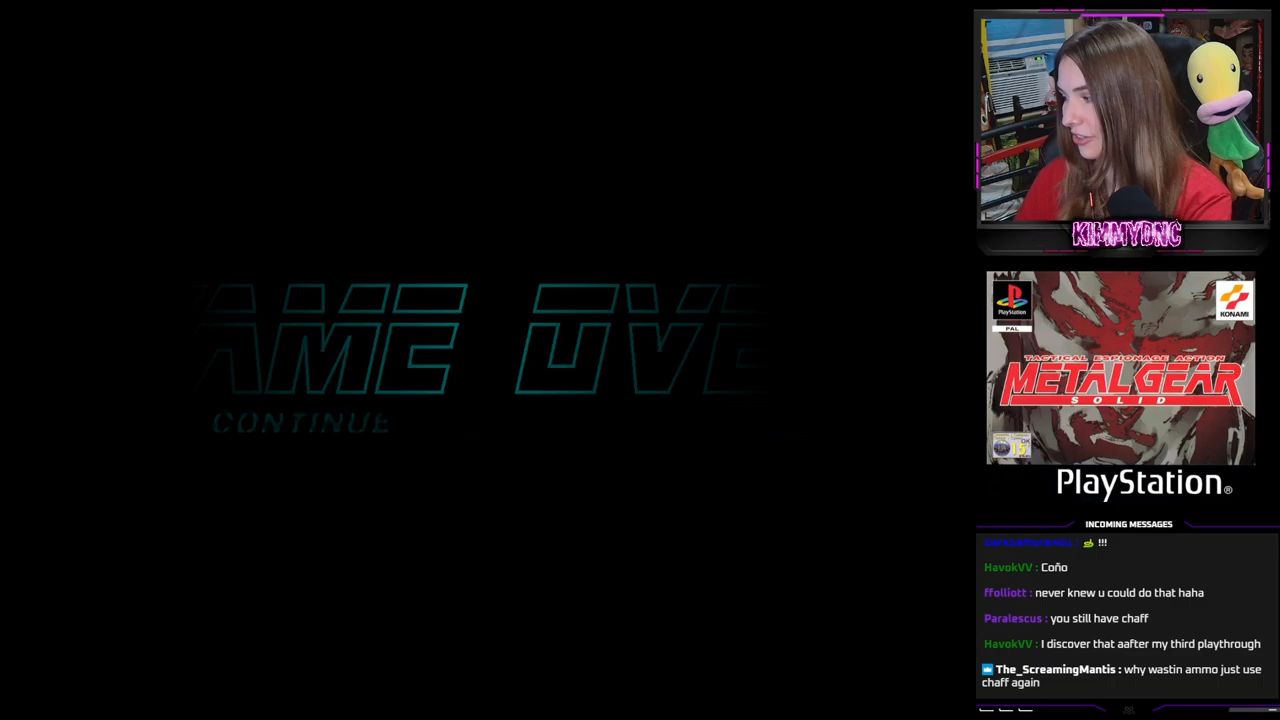 AME OVE
CONTINUE
KIMMYDNC
PlayStation
PAL
KONAMI
TACTICAL ESPIONAGE ACTION
METAL GEAR
SOLID
15
PlayStation®
INCOMING MESSAGES
: !!!
HavokVV : Coño
ffolliott : never knew u could do that haha
Paralescus : you still have chaff
HavokVV : I discover that aafter my third playthrough
The_ScreamingMantis : why wastin ammo just use
chaff again